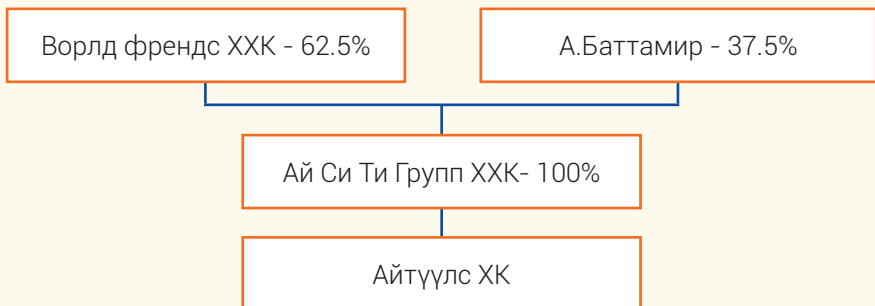 Ворлд френдс ХХК - 62.5%
А.Баттамир - 37.5%
Ай Си Ти Групп ХХК- 100%
Айтүүлс ХК